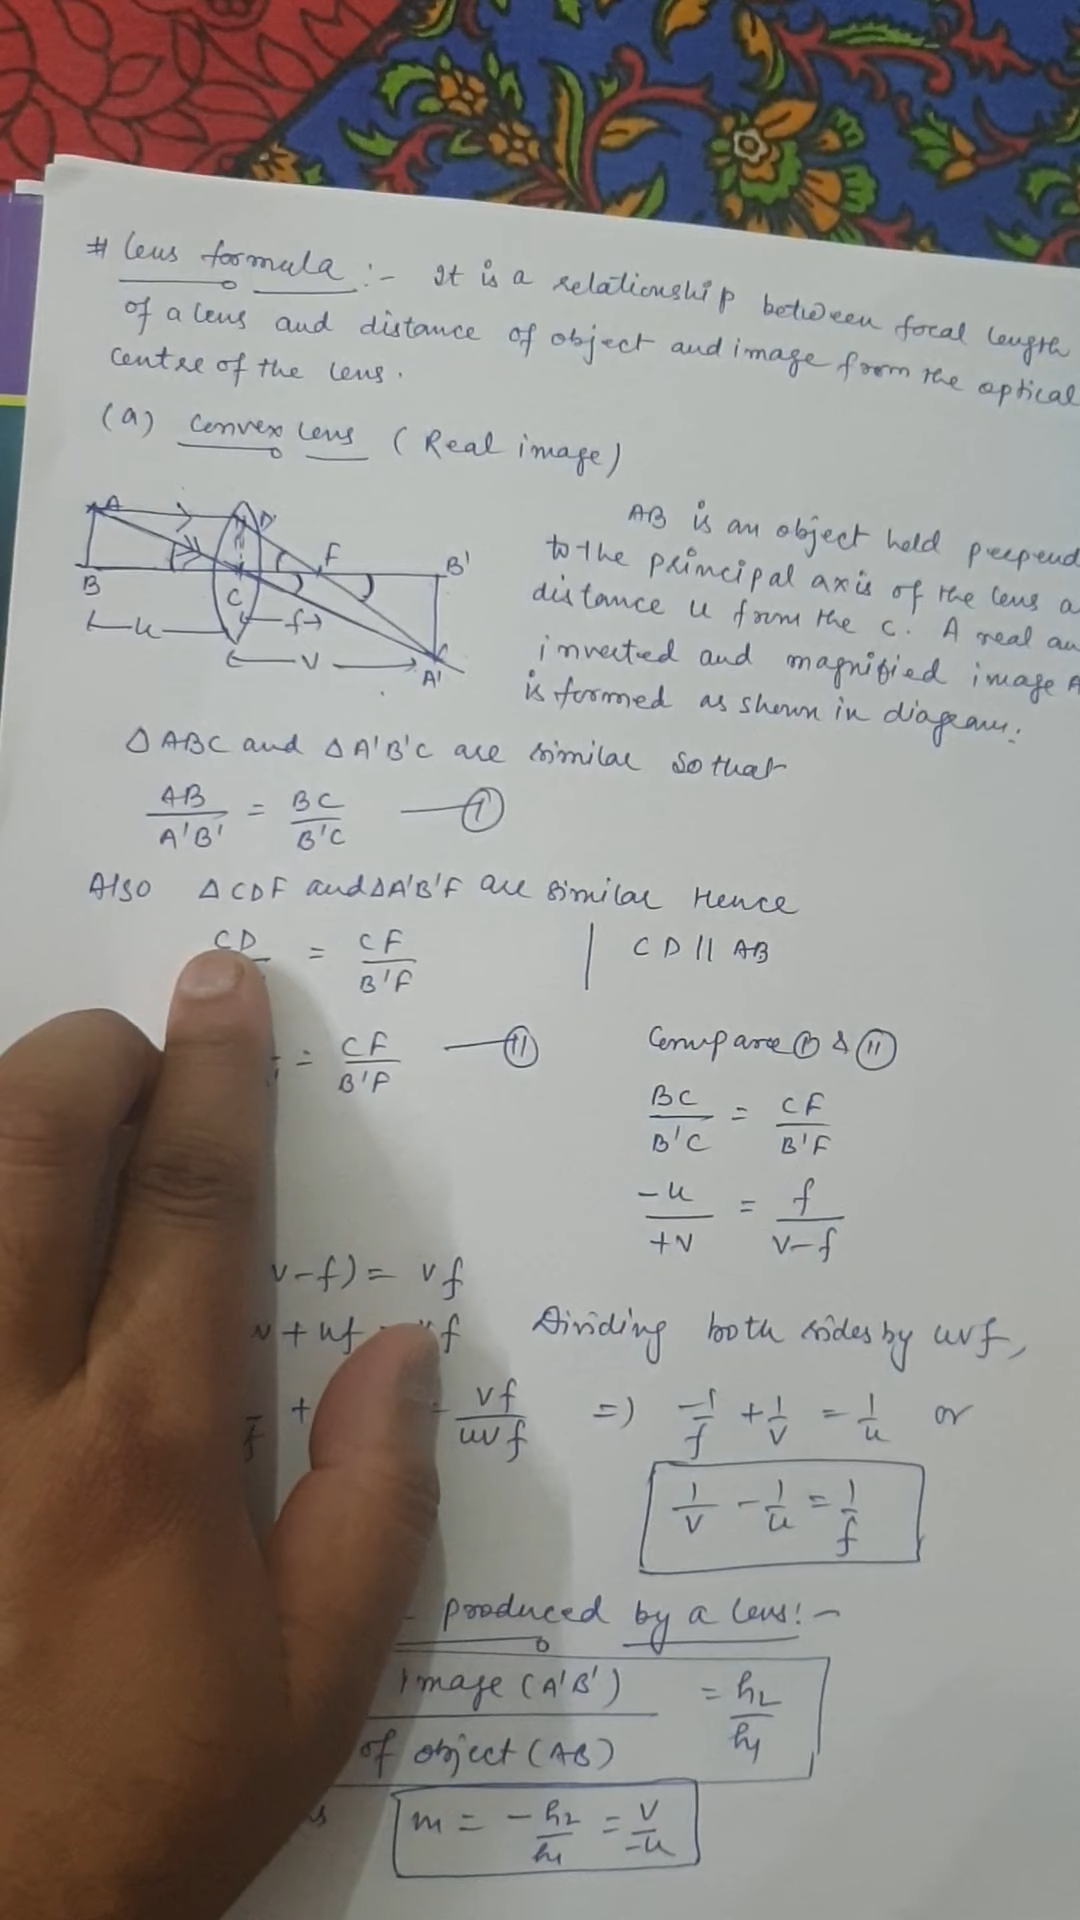 # Lens formula :- It is a relationship between focal length
of a lens and distance of object and image from the optical
centre of the lens.
(a) Convex lens (Real image)
A D F B' B C u f v A'
AB is an object held
to the principal axis of the lens
distance u from the C. A real
inverted and magnified image
is formed as shown in diagram.
Δ ABC and Δ A'B'C are similar so that
AB/A'B' = BC/B'C — (I)
Also Δ CDF and Δ A'B'F are similar Hence
CD = CF/B'F | CD || AB
= CF/B'F — (II)
Compare (I) & (II)
BC/B'C = CF/B'F
-u/+v = f/v-f
v-f) = vf
v + uf = f Dividing both sides by uvf,
+ vf/uvf => -1/f + 1/v = 1/u or
1/v - 1/u = 1/f
produced by a lens:-
image (A'B') = h2/h1
of object (AB)
m = -h2/h1 = v/-u